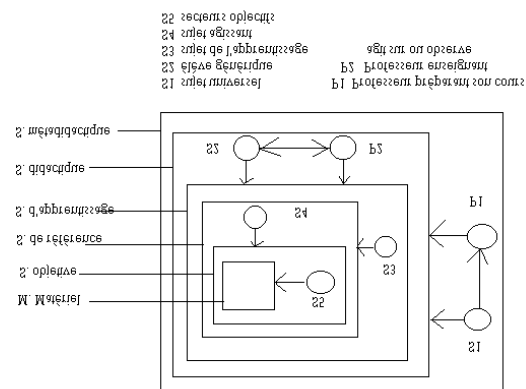 S5 secteurs objectifs
S4 sujet agissant
S3 sujet de l'apprentissage agit sur ou observe
S2 élève générique P2 Professeur enseignant
S1 sujet universel P1 Professeur préparant son cours
S. métadidactique
S2 P2
S. didactique
S. d'apprentissage
S4
P1
S. de référence
S3
S. objetive
M. Matériel
S5
S1